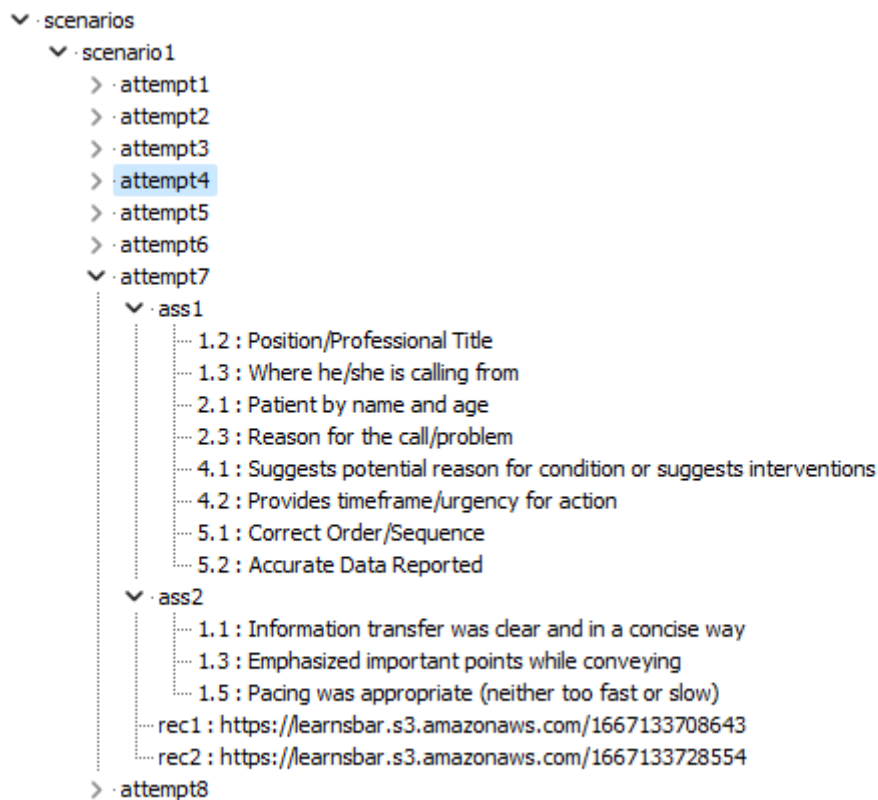 scenarios
scenario1
attempt1
attempt2
attempt3
attempt4
attempt5
attempt6
attempt7
ass1
1.2 : Position/Professional Title
1.3 : Where he/she is calling from
2.1 : Patient by name and age
2.3 : Reason for the call/problem
4.1 : Suggests potential reason for condition or suggests interventions
4.2 : Provides timeframe/urgency for action
5.1 : Correct Order/Sequence
5.2 : Accurate Data Reported
ass2
1.1 : Information transfer was clear and in a concise way
1.3 : Emphasized important points while conveying
1.5 : Pacing was appropriate (neither too fast or slow)
rec1 : https://learnsbar.s3.amazonaws.com/1667133708643
rec2 : https://learnsbar.s3.amazonaws.com/1667133728554
attempt8